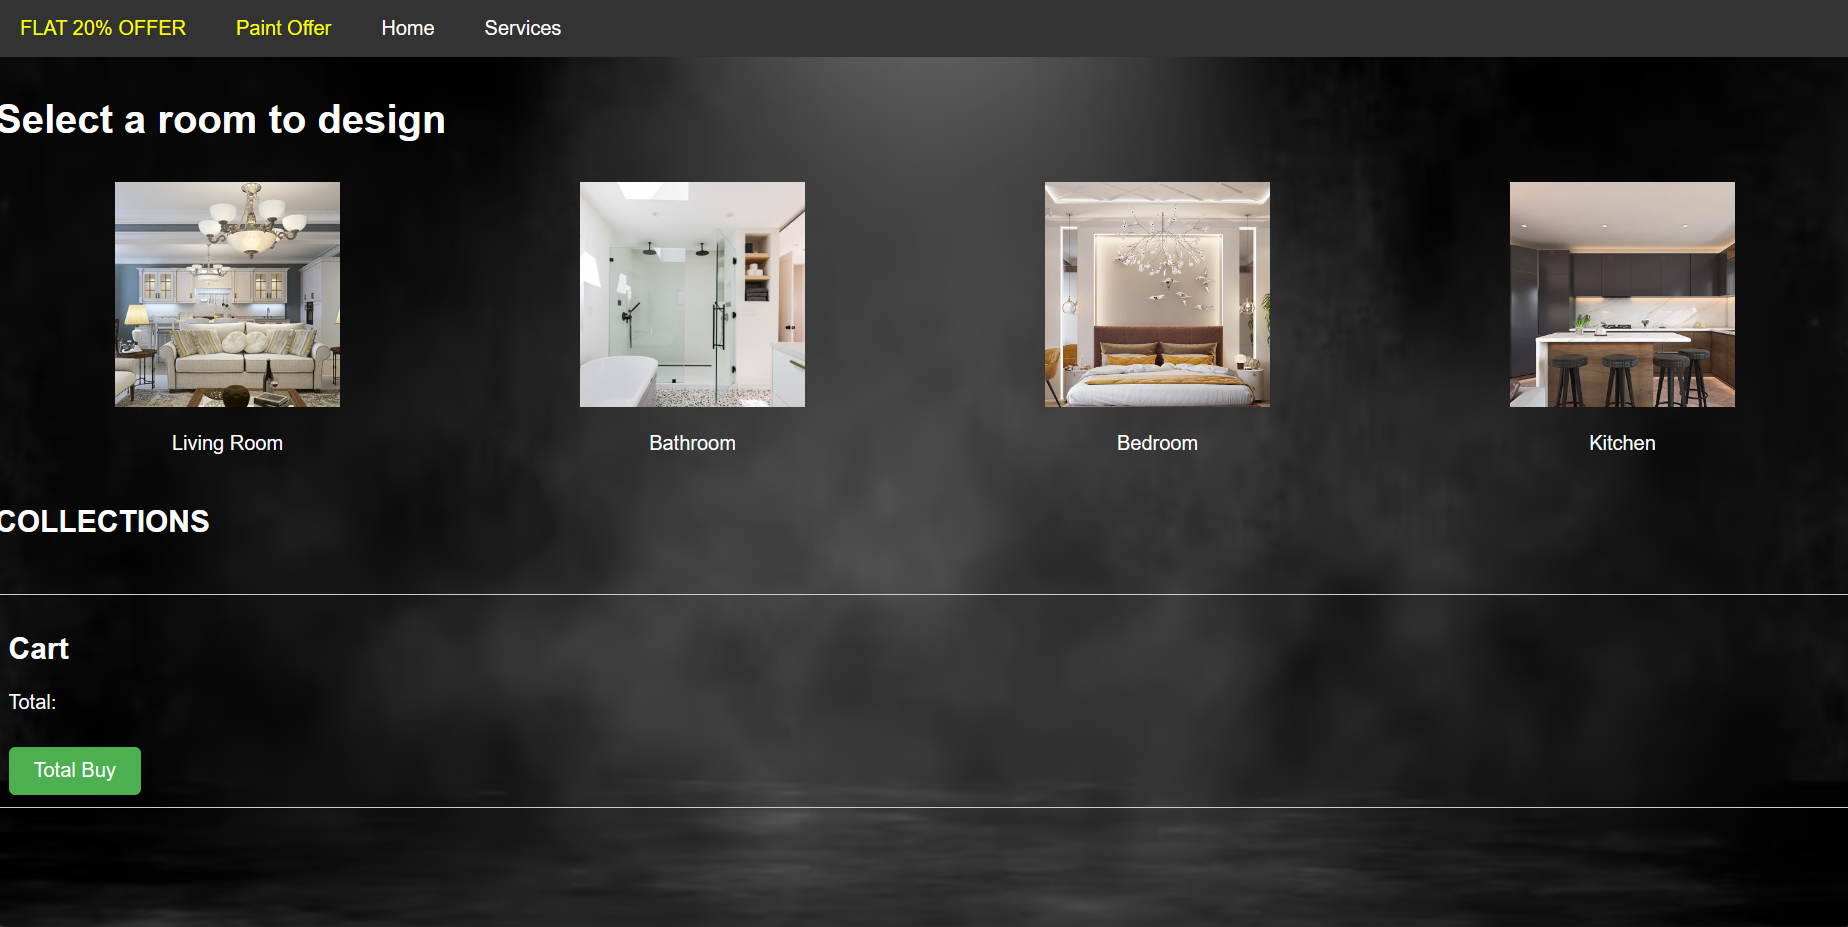 FLAT 20% OFFER Paint Offer Home Services
Select a room to design
Living Room Bathroom Bedroom Kitchen
COLLECTIONS
Cart
Total:
Total Buy